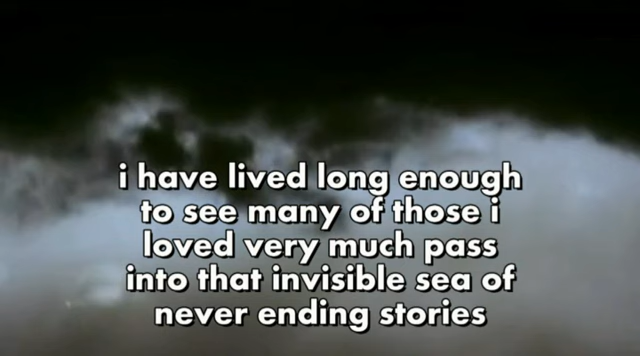 i have lived long enough
to see many of those i
loved very much pass
into that invisible sea of
never ending stories